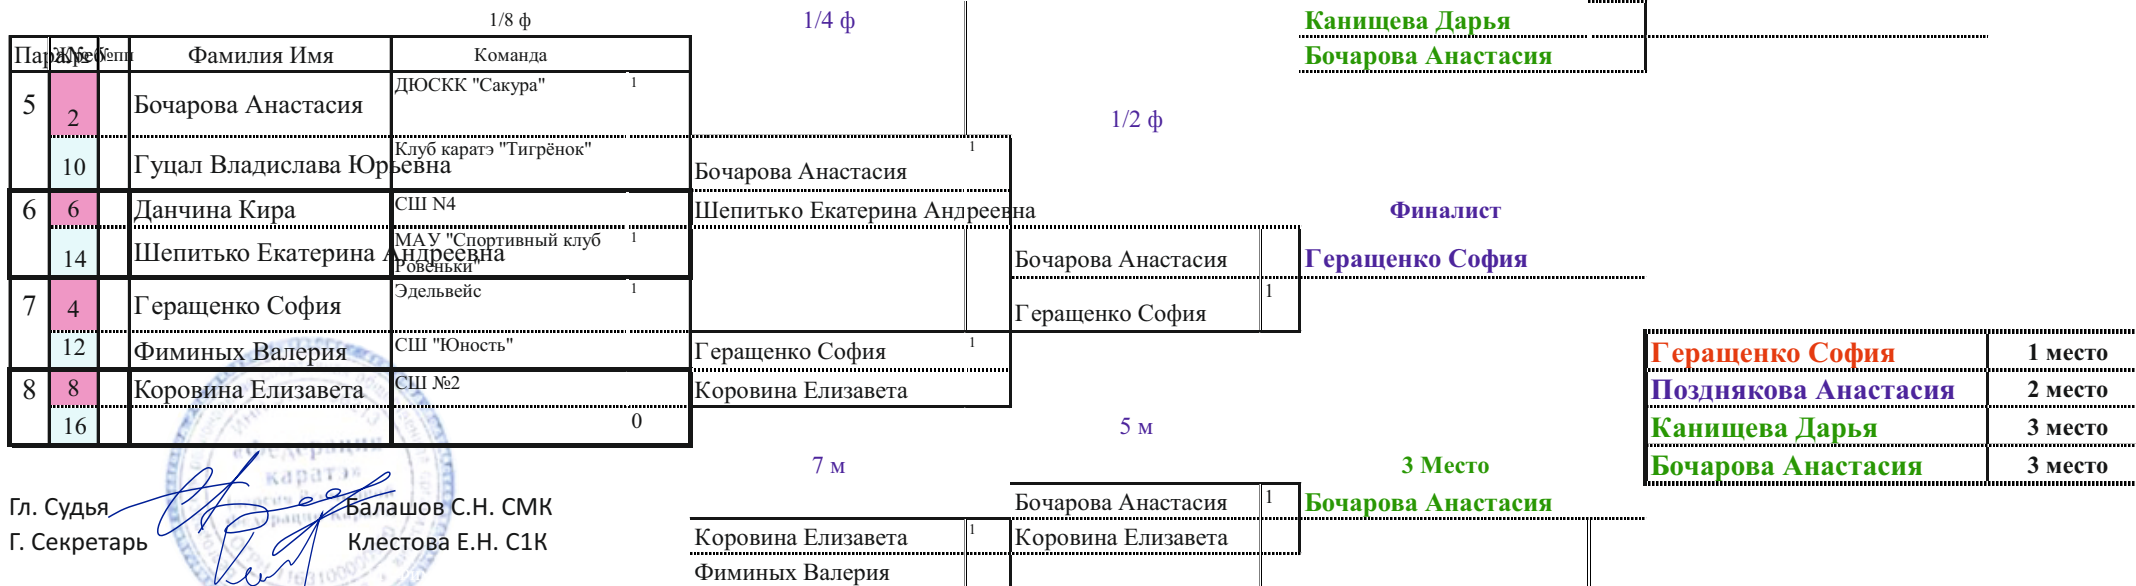 1/8 ф
1/4 ф
Канищева Дарья
Бочарова Анастасия
Пара № Жреб №пп Фамилия Имя Команда
5 2 Бочарова Анастасия ДЮСКК "Сакура" 1
1/2 ф
10 Гуцал Владислава Юрьевна Клуб каратэ "Тигрёнок"
Бочарова Анастасия 1
6 6 Данчина Кира СШ N4
Шепитько Екатерина Андреевна
Финалист
14 Шепитько Екатерина Андреевна МАУ "Спортивный клуб Ровеньки" 1
Бочарова Анастасия
Геращенко София
7 4 Геращенко София Эдельвейс 1
Геращенко София 1
12 Фиминых Валерия СШ "Юность"
Геращенко София 1
Геращенко София 1 место
8 8 Коровина Елизавета СШ №2
Коровина Елизавета
Позднякова Анастасия 2 место
16 0
5 м
Канищева Дарья 3 место
7 м
3 Место
Бочарова Анастасия 3 место
«Федерация
каратэ»
Гл. Судья Балашов С.Н. СМК
Бочарова Анастасия 1
Бочарова Анастасия
Г. Секретарь Клестова Е.Н. С1К
Коровина Елизавета 1
Коровина Елизавета
Фиминых Валерия